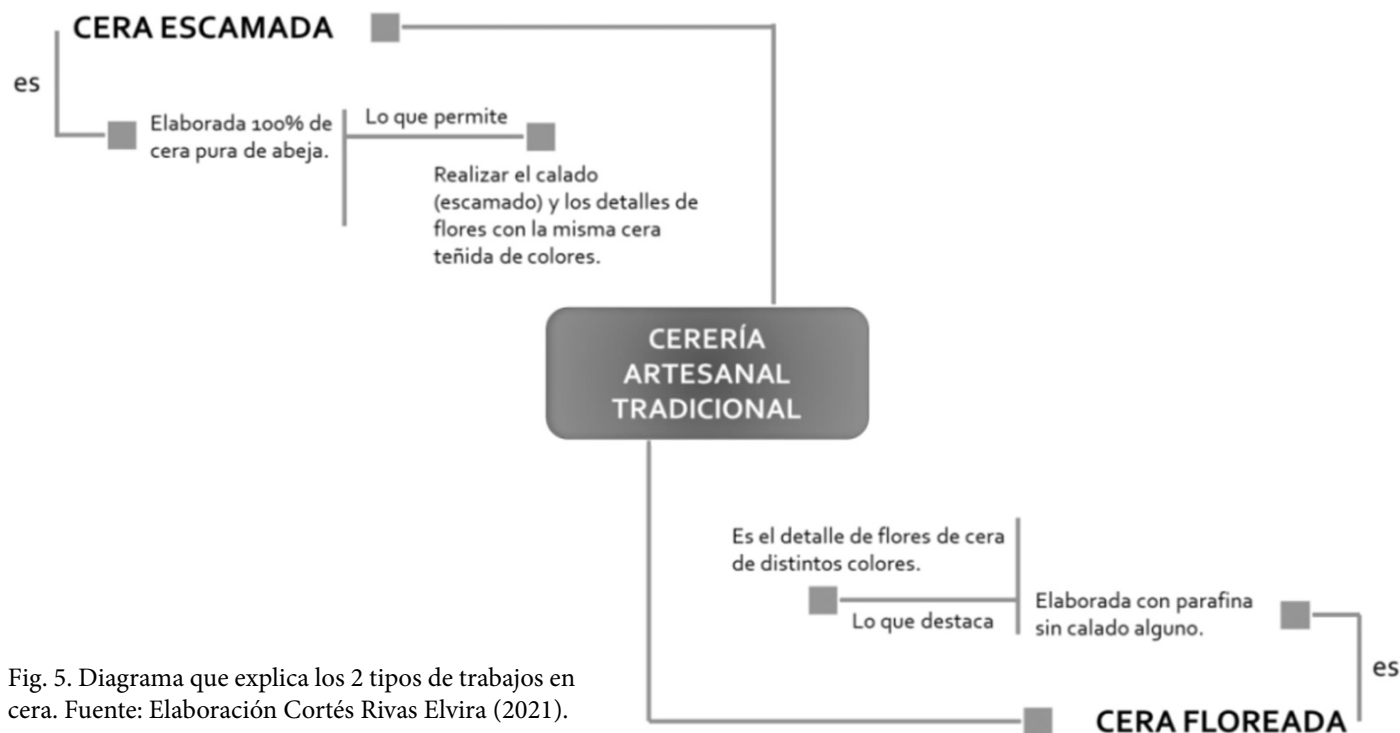 CERA ESCAMADA
es
Elaborada 100% de
cera pura de abeja.
Lo que permite
Realizar el calado
(escamado) y los detalles de
flores con la misma cera
teñida de colores.
CERERÍA
ARTESANAL
TRADICIONAL
Es el detalle de flores de cera
de distintos colores.
Lo que destaca
Elaborada con parafina
sin calado alguno.
es
CERA FLOREADA
Fig. 5. Diagrama que explica los 2 tipos de trabajos en
cera. Fuente: Elaboración Cortés Rivas Elvira (2021).